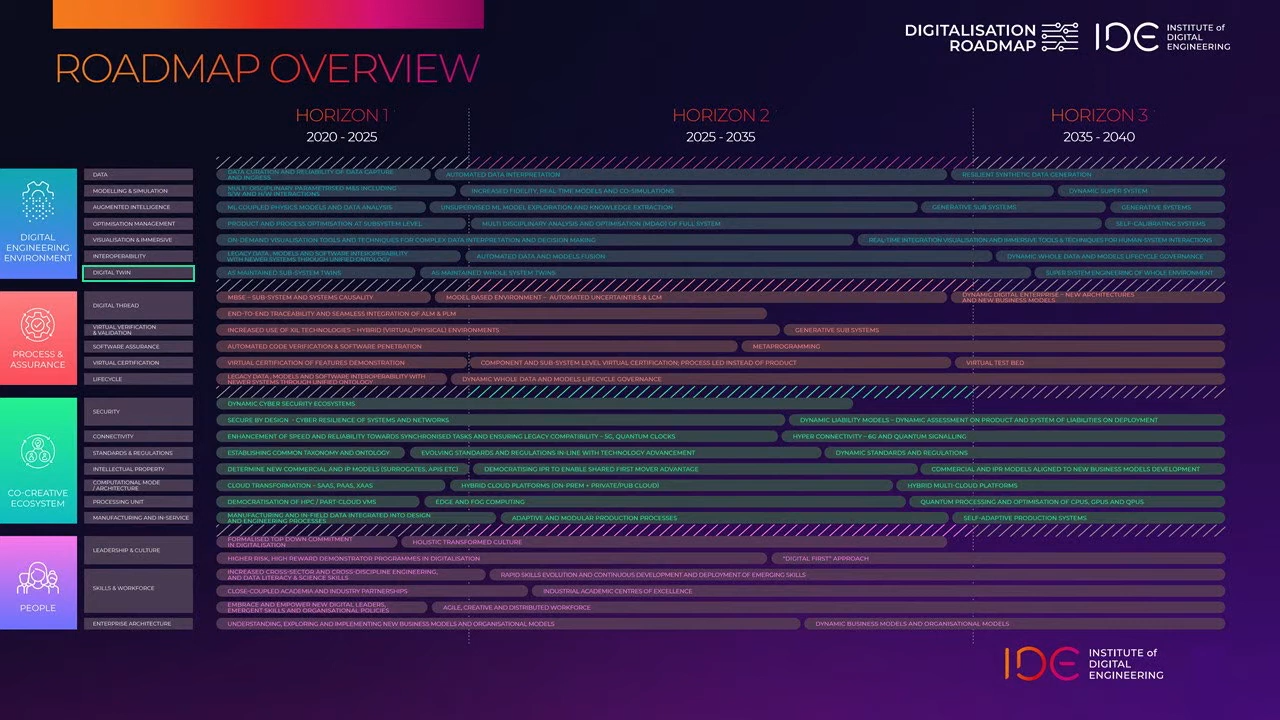 DIGITALISATION
ROADMAP
IDE
INSTITUTE of
DIGITAL
ENGINEERING
ROADMAP OVERVIEW
HORIZON 1
2020 - 2025
HORIZON 2
2025 - 2035
HORIZON 3
2035 - 2040
DIGITAL
ENGINEERING
ENVIRONMENT
DATA
DATA CURATION AND RELIABILITY OF DATA CAPTURE
AND INGRESS
AUTOMATED DATA INTERPRETATION
RESILIENT SYNTHETIC DATA GENERATION
MODELLING & SIMULATION
MULTI-DISCIPLINARY PARAMETRISED M&S INCLUDING
S/W AND H/W INTERACTIONS
INCREASED FIDELITY, REAL-TIME MODELS AND CO-SIMULATIONS
DYNAMIC SUPER SYSTEM
AUGMENTED INTELLIGENCE
ML COUPLED PHYSICS MODELS AND DATA ANALYSIS
UNSUPERVISED ML MODEL EXPLORATION AND KNOWLEDGE EXTRACTION
GENERATIVE SUB SYSTEMS
GENERATIVE SYSTEMS
OPTIMISATION MANAGEMENT
PRODUCT AND PROCESS OPTIMISATION AT SUBSYSTEM LEVEL
MULTI DISCIPLINARY ANALYSIS AND OPTIMISATION (MDAO) OF FULL SYSTEM
SELF-CALIBRATING SYSTEMS
VISUALISATION & IMMERSIVE
ON-DEMAND VISUALISATION TOOLS AND TECHNIQUES FOR COMPLEX DATA INTERPRETATION AND DECISION MAKING
REAL-TIME INTEGRATION VISUALISATION AND IMMERSIVE TOOLS & TECHNIQUES FOR HUMAN-SYSTEM INTERACTIONS
INTEROPERABILITY
LEGACY DATA, MODELS AND SOFTWARE INTEROPERABILITY
WITH NEWER SYSTEMS THROUGH UNIFIED ONTOLOGY
AUTOMATED DATA AND MODELS FUSION
DYNAMIC WHOLE DATA AND MODELS LIFECYCLE GOVERNANCE
DIGITAL TWIN
AS MAINTAINED SUB-SYSTEM TWINS
AS MAINTAINED WHOLE SYSTEM TWINS
SUPER SYSTEM ENGINEERING OF WHOLE ENVIRONMENT
PROCESS &
ASSURANCE
DIGITAL THREAD
MBSE – SUB-SYSTEM AND SYSTEMS CAUSALITY
MODEL BASED ENVIRONMENT – AUTOMATED UNCERTAINTIES & LCM
DYNAMIC DIGITAL ENTERPRISE – NEW ARCHITECTURES
AND NEW BUSINESS MODELS
END-TO-END TRACEABILITY AND SEAMLESS INTEGRATION OF ALM & PLM
VIRTUAL VERIFICATION
& VALIDATION
INCREASED USE OF XIL TECHNOLOGIES – HYBRID (VIRTUAL/PHYSICAL) ENVIRONMENTS
GENERATIVE SUB SYSTEMS
SOFTWARE ASSURANCE
AUTOMATED CODE VERIFICATION & SOFTWARE PENETRATION
METAPROGRAMMING
VIRTUAL CERTIFICATION
VIRTUAL CERTIFICATION OF FEATURES DEMONSTRATION
COMPONENT AND SUB-SYSTEM LEVEL VIRTUAL CERTIFICATION; PROCESS LED INSTEAD OF PRODUCT
VIRTUAL TEST BED
LIFECYCLE
LEGACY DATA, MODELS AND SOFTWARE INTEROPERABILITY WITH
NEWER SYSTEMS THROUGH UNIFIED ONTOLOGY
DYNAMIC WHOLE DATA AND MODELS LIFECYCLE GOVERNANCE
CO-CREATIVE
ECOSYSTEM
SECURITY
DYNAMIC CYBER SECURITY ECOSYSTEMS
SECURE BY DESIGN - CYBER RESILIENCE OF SYSTEMS AND NETWORKS
DYNAMIC LIABILITY MODELS – DYNAMIC ASSESSMENT ON PRODUCT AND SYSTEM OF LIABILITIES ON DEPLOYMENT
CONNECTIVITY
ENHANCEMENT OF SPEED AND RELIABILITY TOWARDS SYNCHRONISED TASKS AND ENSURING LEGACY COMPATIBILITY – 5G, QUANTUM CLOCKS
HYPER CONNECTIVITY – 6G AND QUANTUM SIGNALLING
STANDARDS & REGULATIONS
ESTABLISHING COMMON TAXONOMY AND ONTOLOGY
EVOLVING STANDARDS AND REGULATIONS IN-LINE WITH TECHNOLOGY ADVANCEMENT
DYNAMIC STANDARDS AND REGULATIONS
INTELLECTUAL PROPERTY
DETERMINE NEW COMMERCIAL AND IP MODELS (SURROGATES, APIS ETC)
DEMOCRATISING IPR TO ENABLE SHARED FIRST MOVER ADVANTAGE
COMMERCIAL AND IPR MODELS ALIGNED TO NEW BUSINESS MODELS DEVELOPMENT
COMPUTATIONAL MODE
/ ARCHITECTURE
CLOUD TRANSFORMATION – SAAS, PAAS, XAAS
HYBRID CLOUD PLATFORMS (ON-PREM + PRIVATE/PUB CLOUD)
HYBRID MULTI-CLOUD PLATFORMS
PROCESSING UNIT
DEMOCRATISATION OF HPC / PART-CLOUD VMS
EDGE AND FOG COMPUTING
QUANTUM PROCESSING AND OPTIMISATION OF CPUS, GPUS AND QPUS
MANUFACTURING AND IN-SERVICE
MANUFACTURING AND IN-FIELD DATA INTEGRATED INTO DESIGN
AND ENGINEERING PROCESSES
ADAPTIVE AND MODULAR PRODUCTION PROCESSES
SELF-ADAPTIVE PRODUCTION SYSTEMS
PEOPLE
LEADERSHIP & CULTURE
FORMALISED TOP DOWN COMMITMENT
IN DIGITALISATION
HOLISTIC TRANSFORMED CULTURE
HIGHER RISK, HIGH REWARD DEMONSTRATOR PROGRAMMES IN DIGITALISATION
"DIGITAL FIRST" APPROACH
SKILLS & WORKFORCE
INCREASED CROSS-SECTOR AND CROSS-DISCIPLINE ENGINEERING,
AND DATA LITERACY & SCIENCE SKILLS
RAPID SKILLS EVOLUTION AND CONTINUOUS DEVELOPMENT AND DEPLOYMENT OF EMERGING SKILLS
CLOSE-COUPLED ACADEMIA AND INDUSTRY PARTNERSHIPS
INDUSTRIAL ACADEMIC CENTRES OF EXCELLENCE
EMBRACE AND EMPOWER NEW DIGITAL LEADERS,
EMERGENT SKILLS AND ORGANISATIONAL POLICIES
AGILE, CREATIVE AND DISTRIBUTED WORKFORCE
ENTERPRISE ARCHITECTURE
UNDERSTANDING, EXPLORING AND IMPLEMENTING NEW BUSINESS MODELS AND ORGANISATIONAL MODELS
DYNAMIC BUSINESS MODELS AND ORGANISATIONAL MODELS
IDE
INSTITUTE of
DIGITAL
ENGINEERING